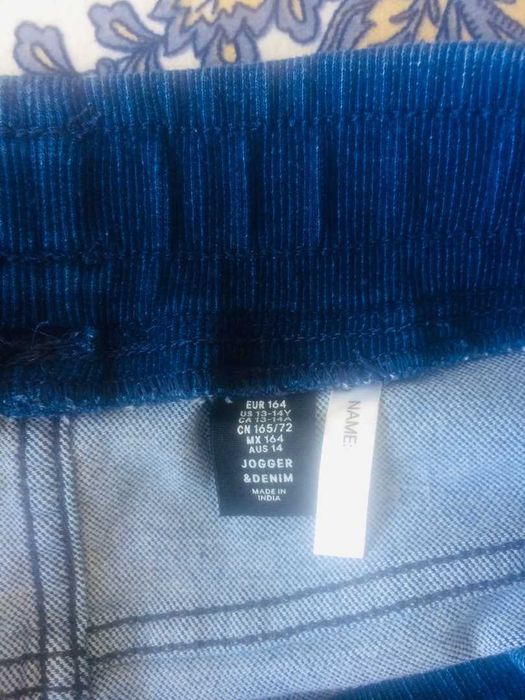 EUR 164
US 13-14Y
CA 13-14A
CN 165/72
MX 164
AUS 14
JOGGER
&DENIM
MADE IN
INDIA
NAME: